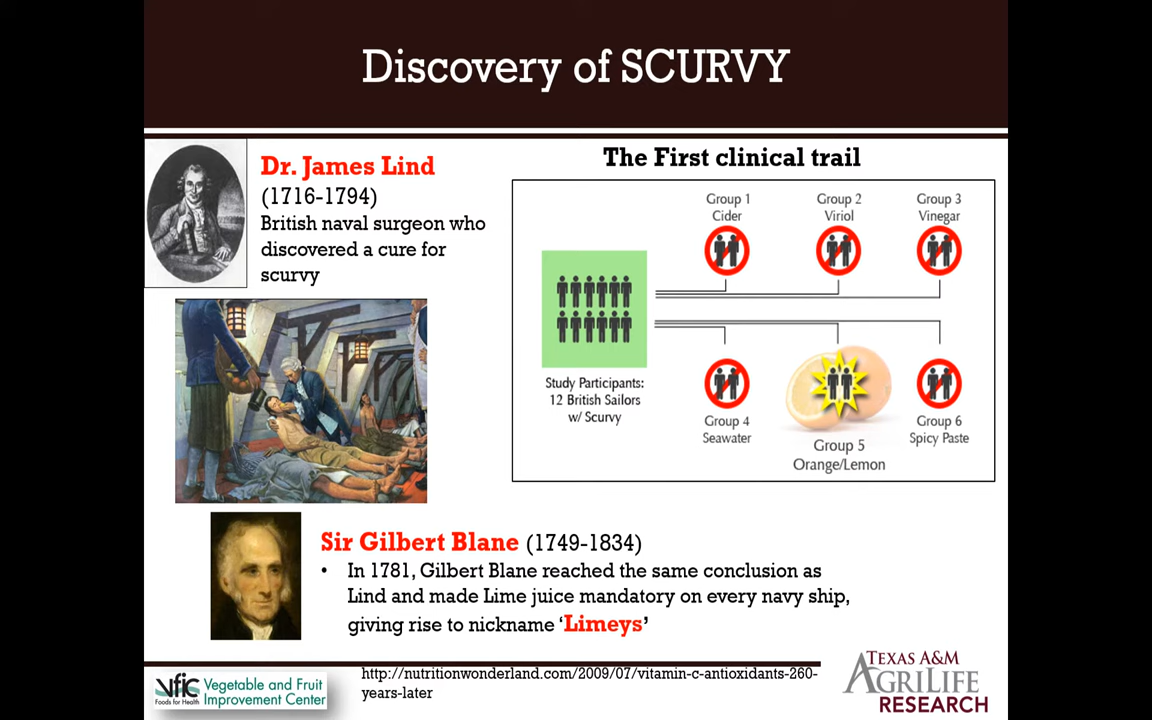 Discovery of SCURVY
Dr. James Lind
(1716-1794)
British naval surgeon who
discovered a cure for
scurvy
The First clinical trail
Group 1
Cider
Group 2
Viriol
Group 3
Vinegar
Study Participants:
12 British Sailors
w/ Scurvy
Group 4
Seawater
Group 5
Orange/Lemon
Group 6
Spicy Paste
Sir Gilbert Blane (1749-1834)
• In 1781, Gilbert Blane reached the same conclusion as
Lind and made Lime juice mandatory on every navy ship,
giving rise to nickname ‘Limeys’
http://nutritionwonderland.com/2009/07/vitamin-c-antioxidants-260-
years-later
vfic
Foods for Health
Vegetable and Fruit
Improvement Center
TEXAS A&M
AGRILIFE
RESEARCH